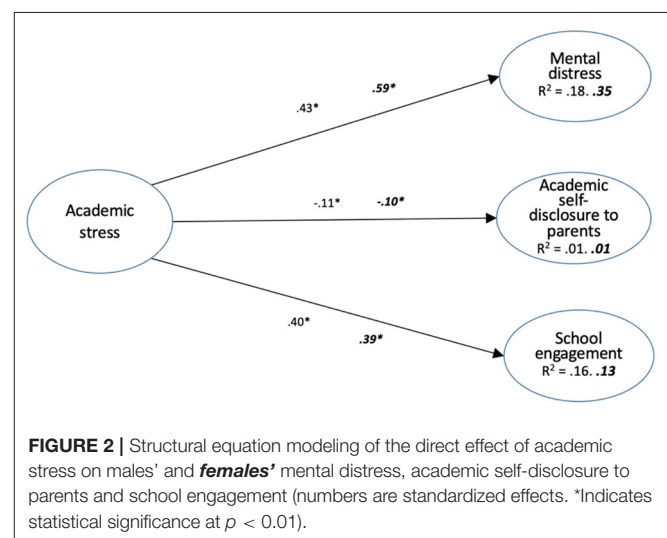 Mental
distress
R² = .18. .35
.59*
.43*
Academic
self-
disclosure to
parents
R² = .01. .01
-.11* -.10*
Academic
stress
.40*
.39*
School
engagement
R² = .16. .13
FIGURE 2 | Structural equation modeling of the direct effect of academic
stress on males’ and females’ mental distress, academic self-disclosure to
parents and school engagement (numbers are standardized effects. *Indicates
statistical significance at p < 0.01).